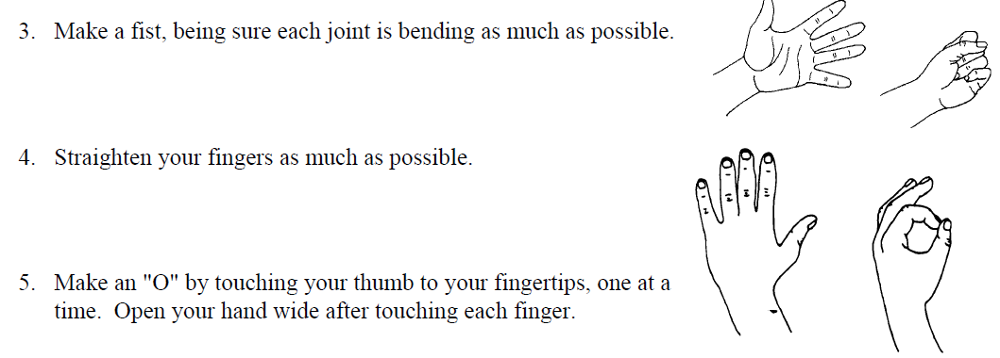 3. Make a fist, being sure each joint is bending as much as possible.
4. Straighten your fingers as much as possible.
5. Make an "O" by touching your thumb to your fingertips, one at a
time. Open your hand wide after touching each finger.